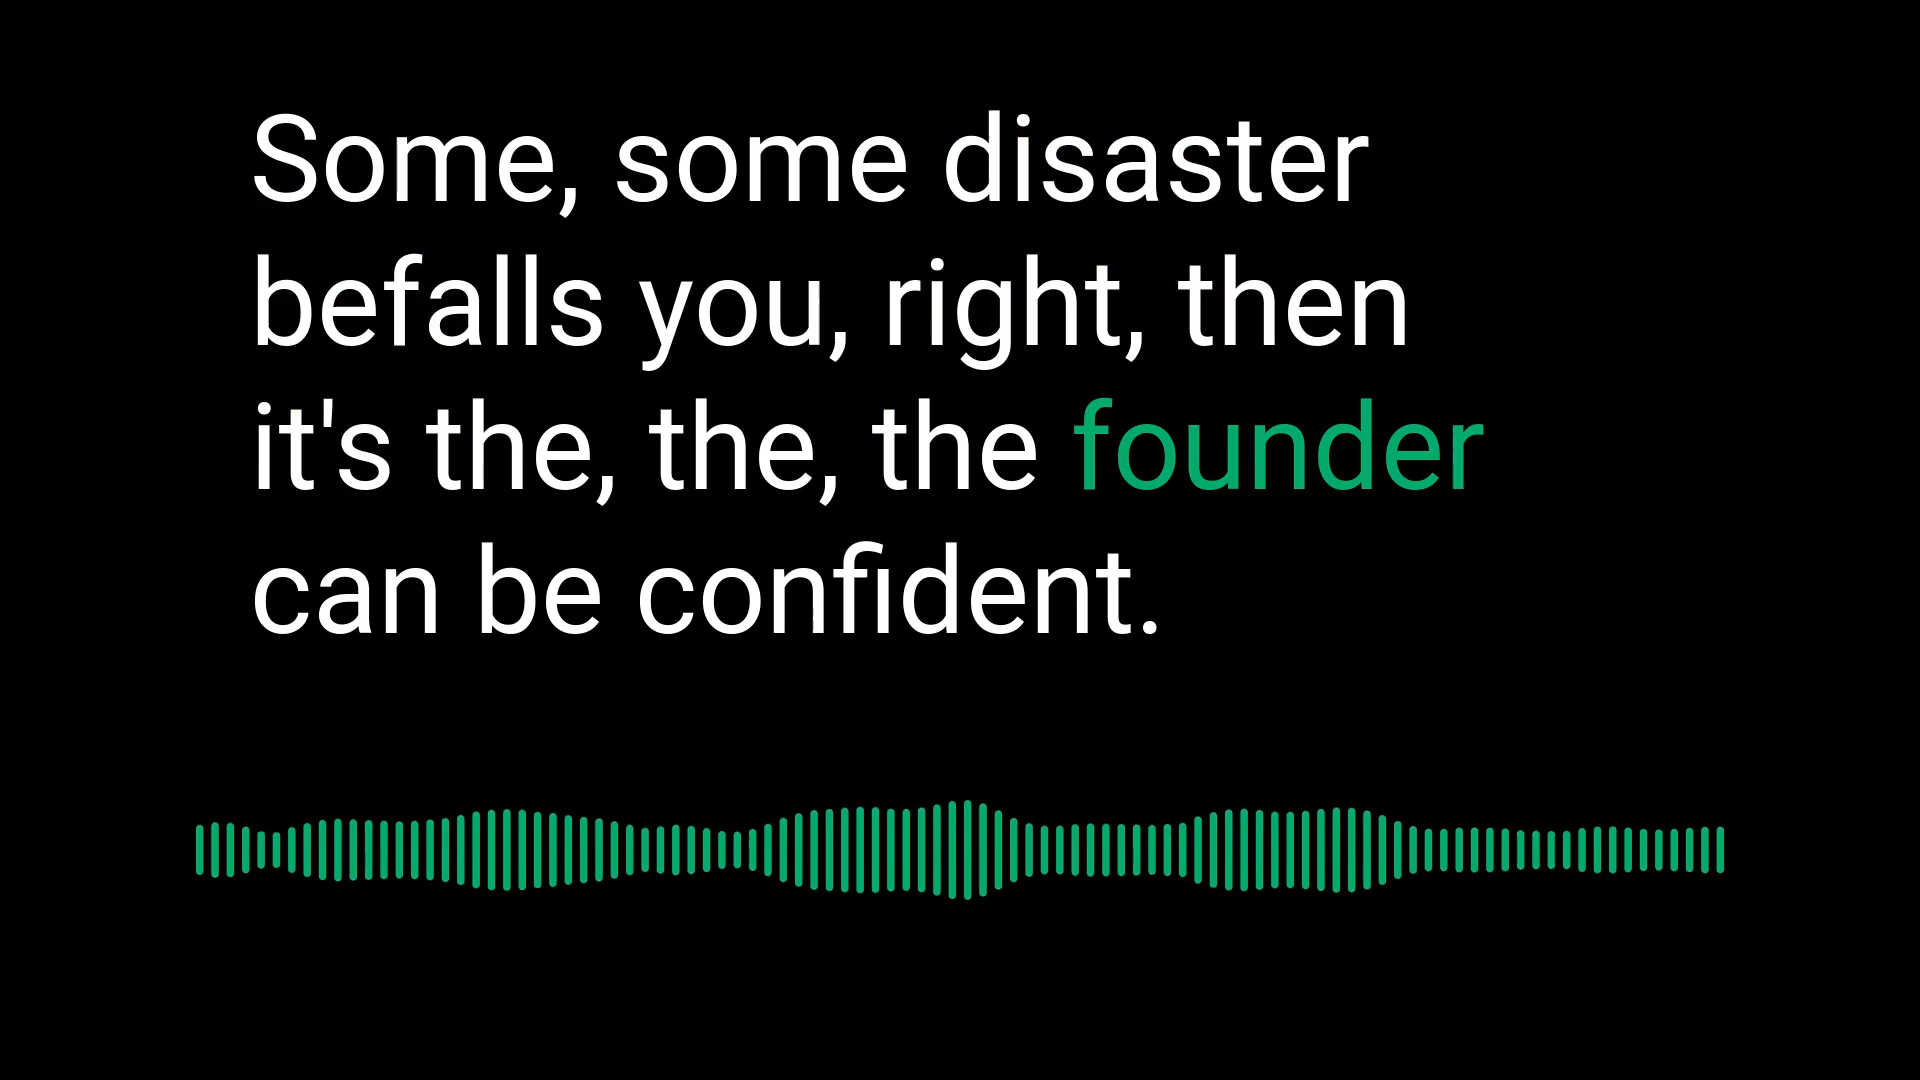 Some, some disaster
befalls you, right, then
it's the, the, the founder
can be confident.